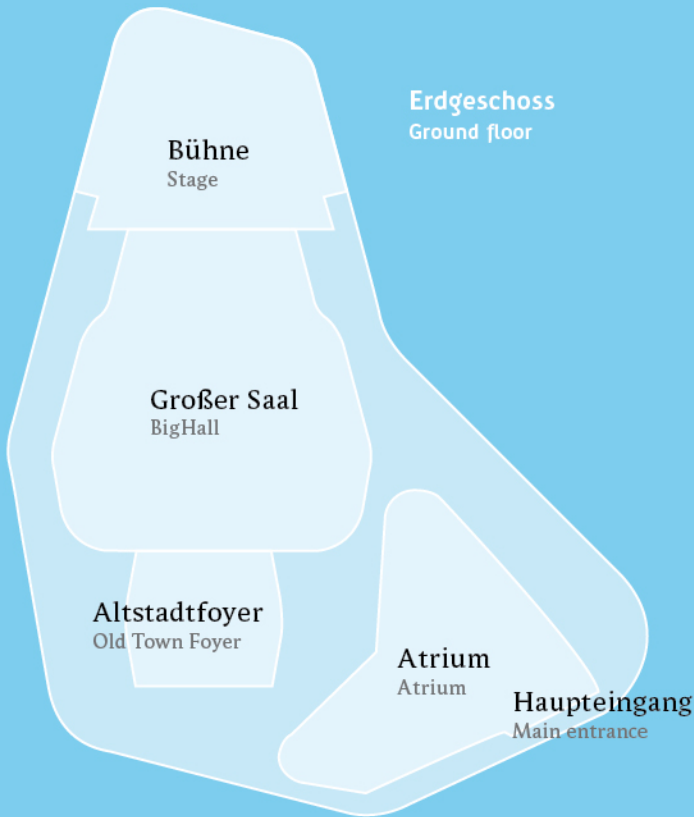 Erdgeschoss
Ground floor
Bühne
Stage
Großer Saal
BigHall
Altstadtfoyer
Old Town Foyer
Atrium
Atrium
Haupteingang
Main entrance